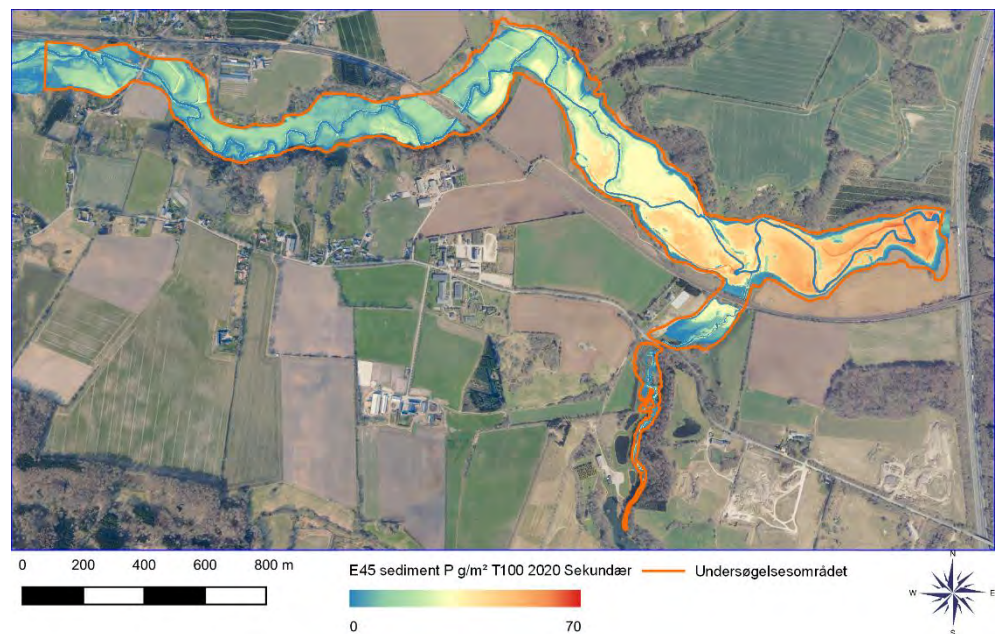 0 200 400 600 800 m
E45 sediment P g/m² T100 2020 Sekundær
0 70
Undersøgelsesområdet
N
W E
S